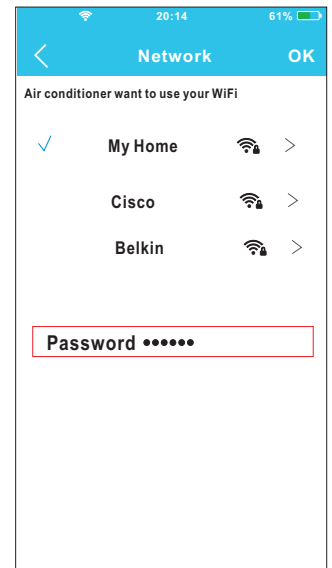 20:14 61%
Network OK
Air conditioner want to use your WiFi
My Home
Cisco
Belkin
Password ••••••